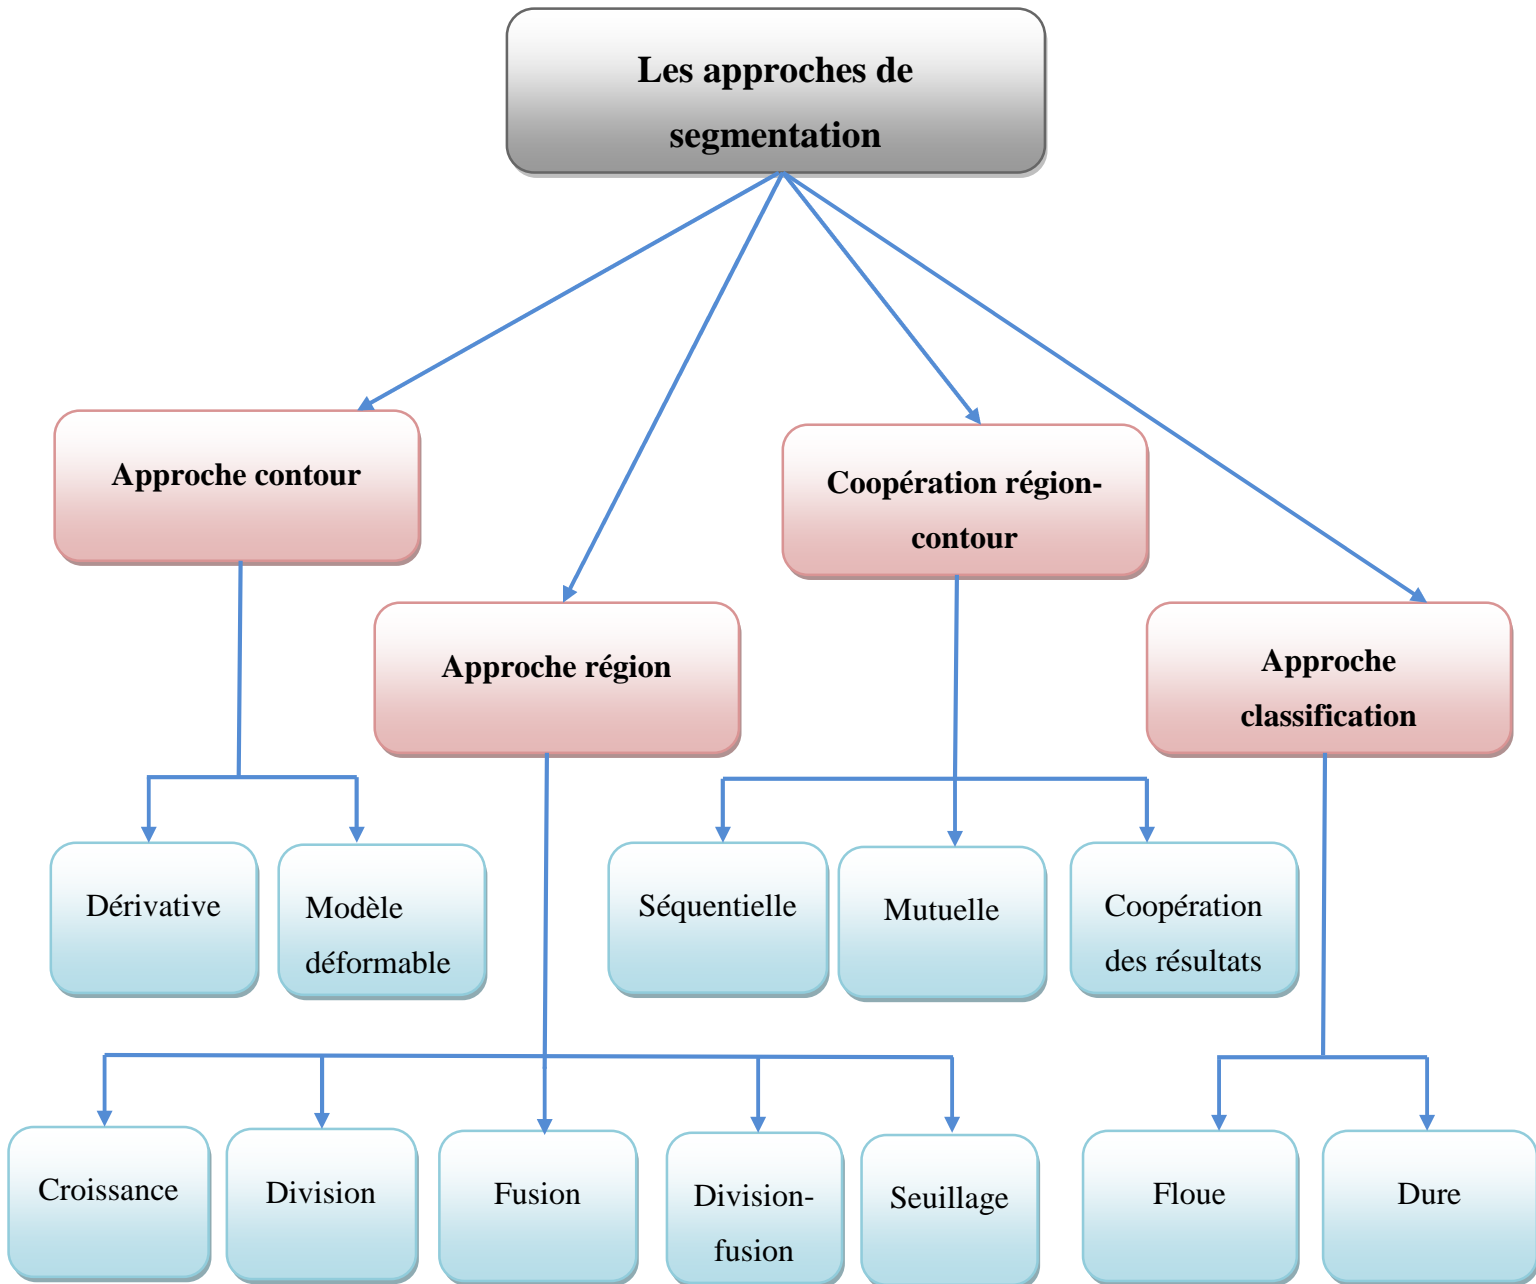 Les approches de
segmentation
Approche contour
Coopération région-
contour
Approche région
Approche
classification
Dérivative
Modèle
déformable
Séquentielle
Mutuelle
Coopération
des résultats
Croissance
Division
Fusion
Division-
fusion
Seuillage
Floue
Dure